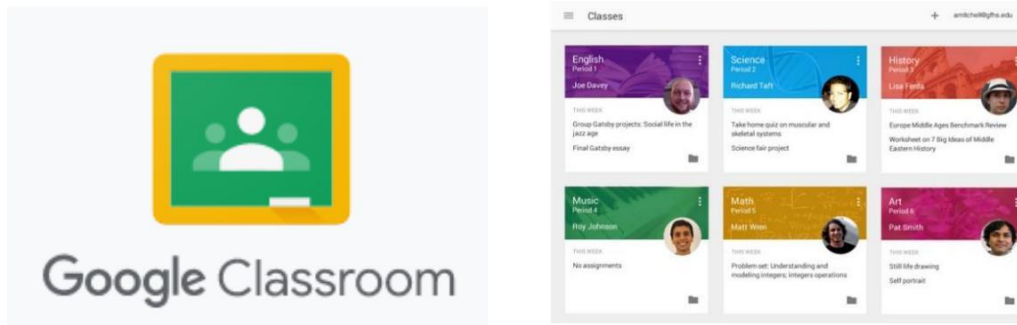 Google Classroom
Classes
+ amitchell@gfhs.edu
English
Period 1
Joe Davey
THIS WEEK
Group Gatsby projects: Social life in the
jazz age
Final Gatsby essay
Science
Period 2
Richard Taft
THIS WEEK
Take home quiz on muscular and
skeletal systems
Science fair project
History
Period 3
Lisa
THIS WEEK
Europe Middle Ages Benchmark Review
Worksheet on 7 Big Ideas of Middle
Eastern History
Music
Period 4
Roy Johnson
THIS WEEK
No assignments
Math
Period 5
Matt Wren
THIS WEEK
Problem set: Understanding and
modeling integers; integers operations
Art
Period 6
Pat Smith
THIS WEEK
Still life drawing
Self portrait